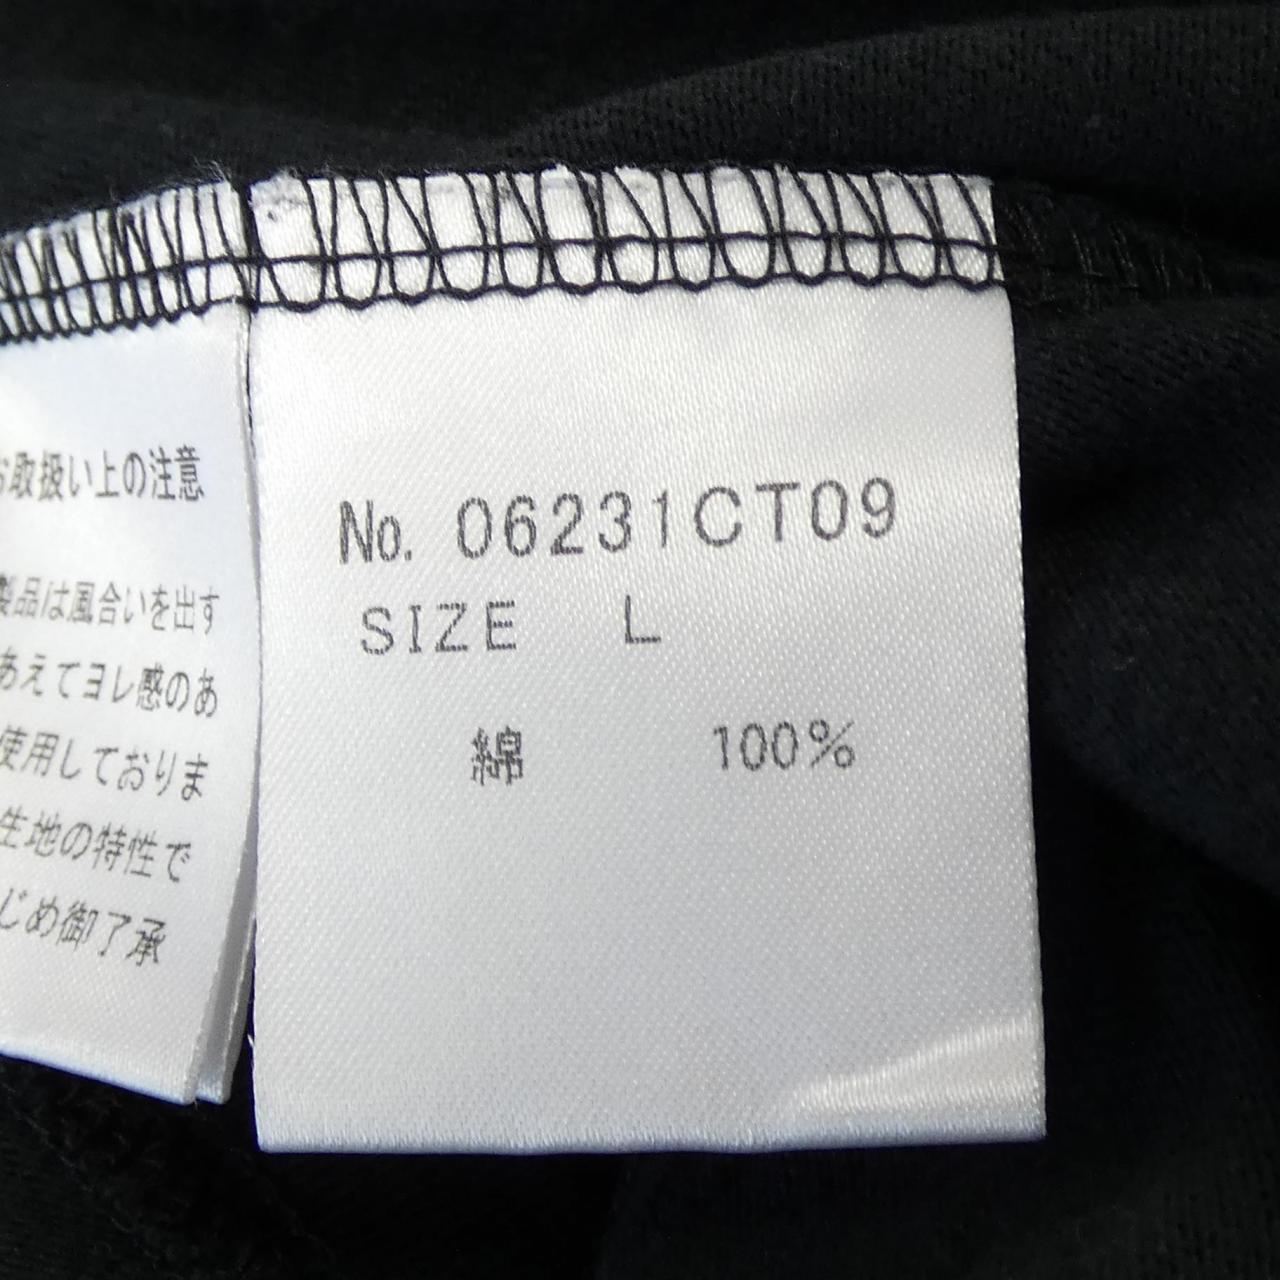 お取扱い上の注意
製品は風合いを出す
あえてヨレ感のあ
使用しておりま
生地の特性で
じめ御了承
No. 06231CT09
SIZE L
綿 100%